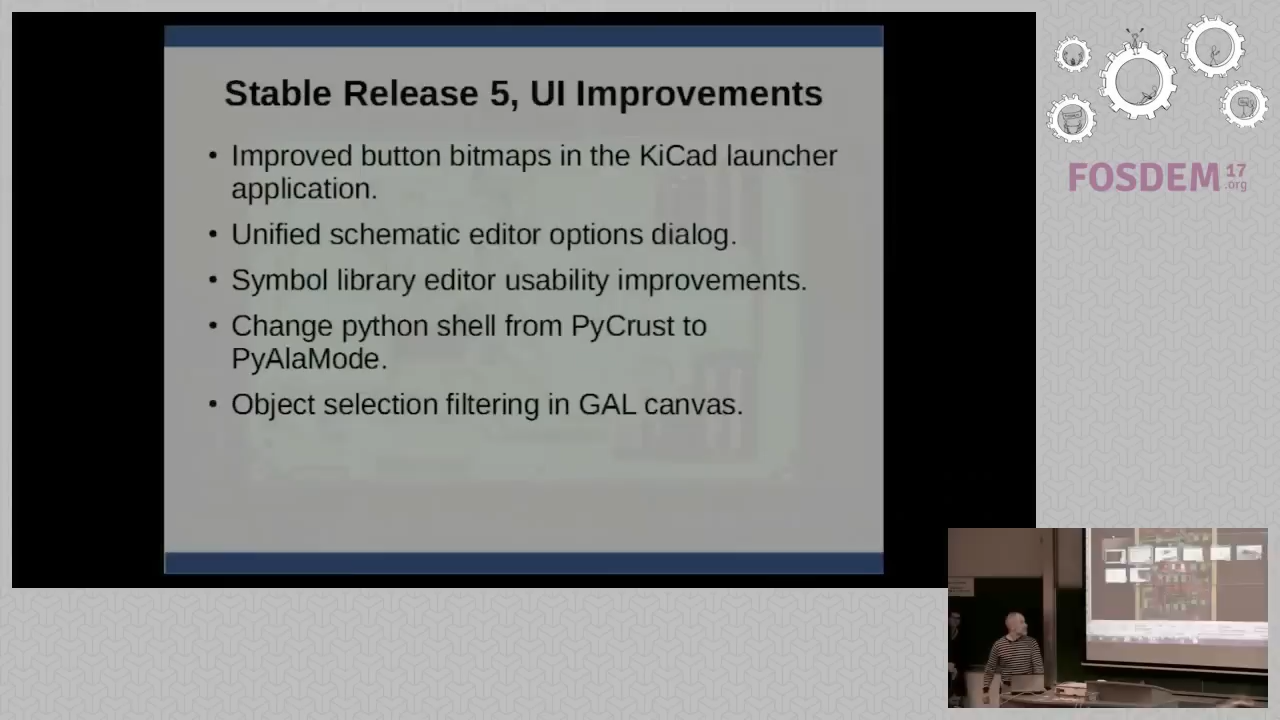 Stable Release 5, UI Improvements
• Improved button bitmaps in the KiCad launcher
application.
• Unified schematic editor options dialog.
• Symbol library editor usability improvements.
• Change python shell from PyCrust to
PyAlaMode.
• Object selection filtering in GAL canvas.
FOSDEM 17
.org